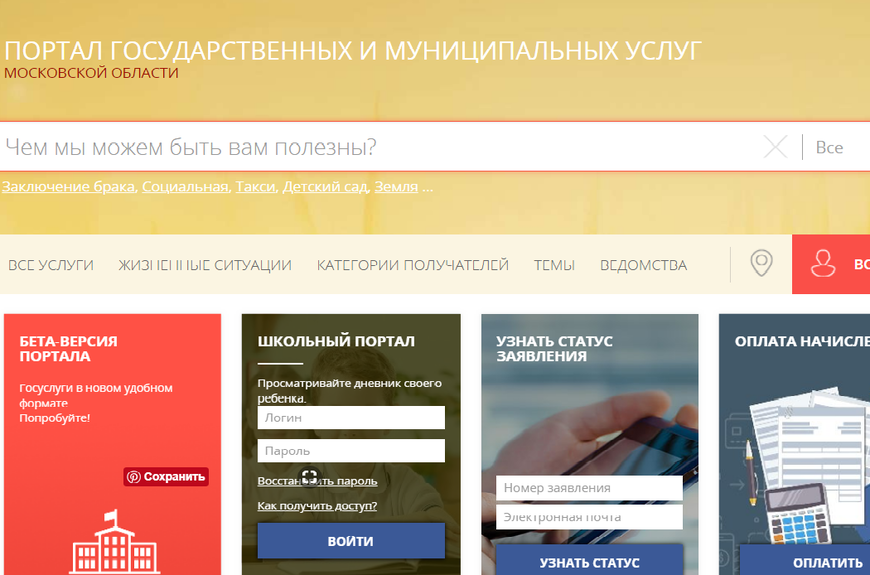 ПОРТАЛ ГОСУДАРСТВЕННЫХ И МУНИЦИПАЛЬНЫХ УСЛУГ
МОСКОВСКОЙ ОБЛАСТИ
Чем мы можем быть вам полезны?
Все
Заключение брака, Социальная, Такси, Детский сад, Земля ...
ВСЕ УСЛУГИ
ЖИЗНЕННЫЕ СИТУАЦИИ
КАТЕГОРИИ ПОЛУЧАТЕЛЕЙ
ТЕМЫ
ВЕДОМСТВА
ВО
БЕТА-ВЕРСИЯ
ПОРТАЛА
Госуслуги в новом удобном
формате
Попробуйте!
Сохранить
ШКОЛЬНЫЙ ПОРТАЛ
Просматривайте дневник своего
ребенка.
Логин
Пароль
Восстановить пароль
Как получить доступ?
ВОЙТИ
УЗНАТЬ СТАТУС
ЗАЯВЛЕНИЯ
Номер заявления
Электронная почта
УЗНАТЬ СТАТУС
ОПЛАТА НАЧИСЛЕ
ОПЛАТИТЬ